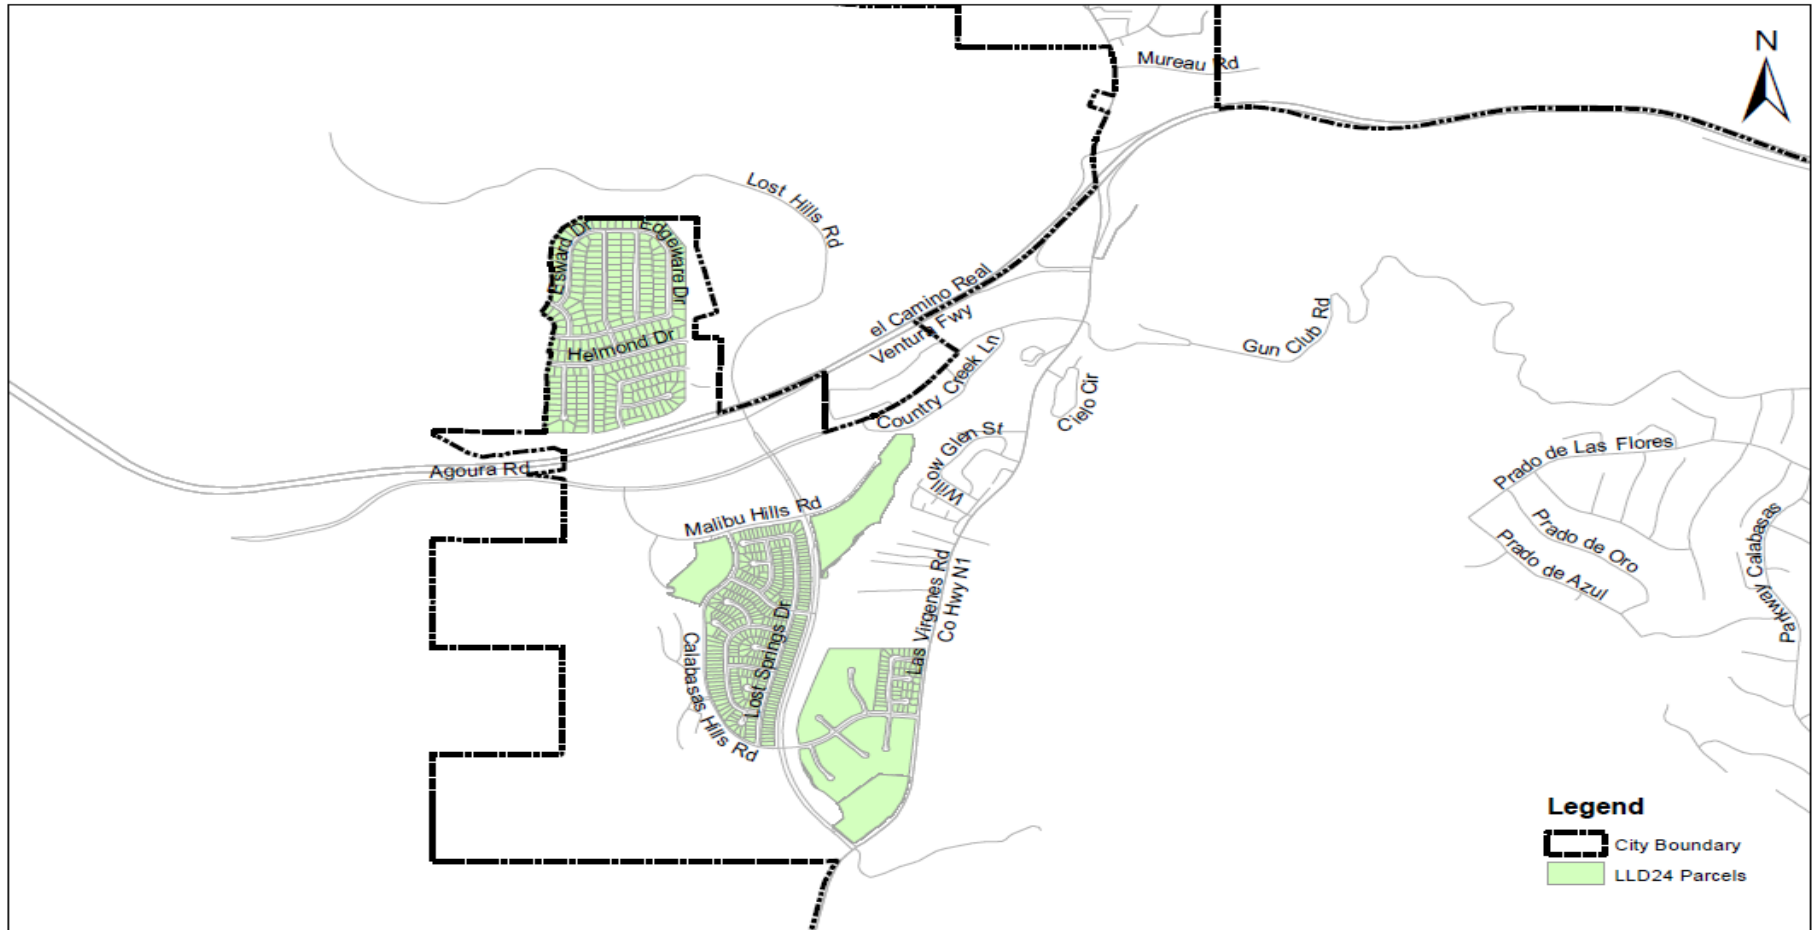 N
Mureau Rd
Lost Hills Rd
Esward Dr
Edgeware Dr
el Camino Real
Ventura Fwy
Gun Club Rd
Helmond Dr
Country Creek Ln
Cielo Cir
Willow Glen St
Prado de Las Flores
Agoura Rd
Malibu Hills Rd
Prado de Oro
Prado de Azul
Parkway Calabasas
Las Virgenes Rd
Co Hwy N1
Lost Springs Dr
Calabasas Hills Rd
Legend
City Boundary
LLD24 Parcels